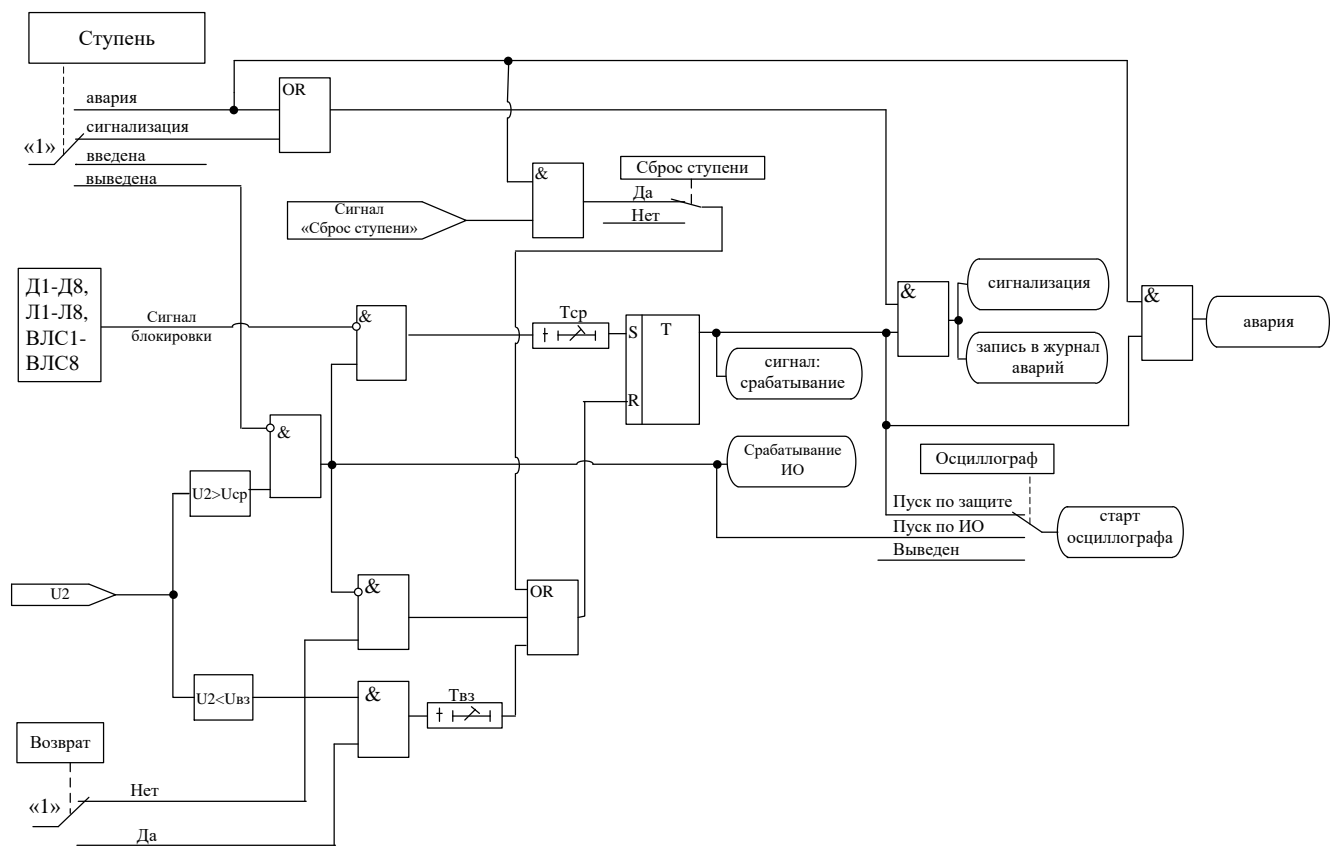 Ступень
авария
сигнализация
«1»
введена
выведена
OR
&
Сброс ступени
Да
Нет
Сигнал
«Сброс ступени»
Д1-Д8,
Л1-Л8,
ВЛС1-
ВЛС8
Сигнал
блокировки
&
Тср
S
T
R
сигнал:
срабатывание
&
сигнализация
запись в журнал
аварий
&
авария
&
U2>Uср
Срабатывание
ИО
Осциллограф
Пуск по защите
Пуск по ИО
Выведен
старт
осциллографа
U2
&
OR
U2<Uвз
&
Твз
Возврат
«1»
Нет
Да